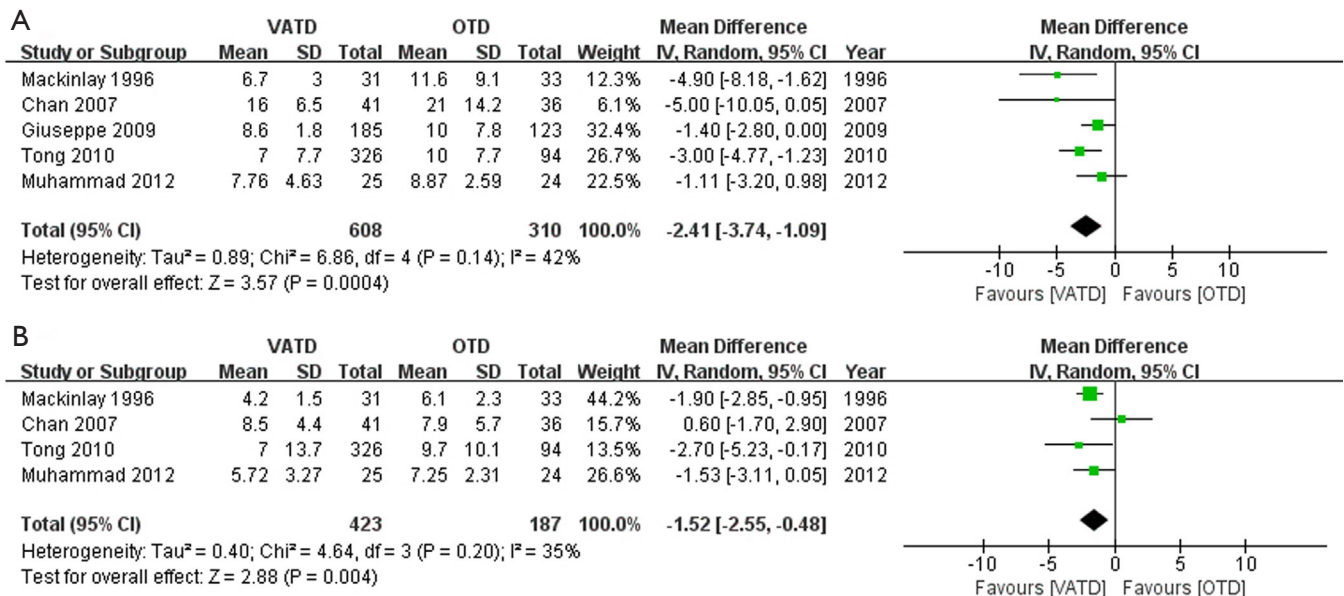 A
VATD OTD Mean Difference Mean Difference
Study or Subgroup Mean SD Total Mean SD Total Weight IV, Random, 95% CI Year IV, Random, 95% CI
Mackinlay 1996 6.7 3 31 11.6 9.1 33 12.3% -4.90 [-8.18, -1.62] 1996
Chan 2007 16 6.5 41 21 14.2 36 6.1% -5.00 [-10.05, 0.05] 2007
Giuseppe 2009 8.6 1.8 185 10 7.8 123 32.4% -1.40 [-2.80, 0.00] 2009
Tong 2010 7 7.7 326 10 7.7 94 26.7% -3.00 [-4.77, -1.23] 2010
Muhammad 2012 7.76 4.63 25 8.87 2.59 24 22.5% -1.11 [-3.20, 0.98] 2012
Total (95% CI) 608 310 100.0% -2.41 [-3.74, -1.09]
Heterogeneity: Tau² = 0.89; Chi² = 6.86, df = 4 (P = 0.14); I² = 42%
Test for overall effect: Z = 3.57 (P = 0.0004)
-10 -5 0 5 10
Favours [VATD] Favours [OTD]
B
VATD OTD Mean Difference Mean Difference
Study or Subgroup Mean SD Total Mean SD Total Weight IV, Random, 95% CI Year IV, Random, 95% CI
Mackinlay 1996 4.2 1.5 31 6.1 2.3 33 44.2% -1.90 [-2.85, -0.95] 1996
Chan 2007 8.5 4.4 41 7.9 5.7 36 15.7% 0.60 [-1.70, 2.90] 2007
Tong 2010 7 13.7 326 9.7 10.1 94 13.5% -2.70 [-5.23, -0.17] 2010
Muhammad 2012 5.72 3.27 25 7.25 2.31 24 26.6% -1.53 [-3.11, 0.05] 2012
Total (95% CI) 423 187 100.0% -1.52 [-2.55, -0.48]
Heterogeneity: Tau² = 0.40; Chi² = 4.64, df = 3 (P = 0.20); I² = 35%
Test for overall effect: Z = 2.88 (P = 0.004)
-10 -5 0 5 10
Favours [VATD] Favours [OTD]